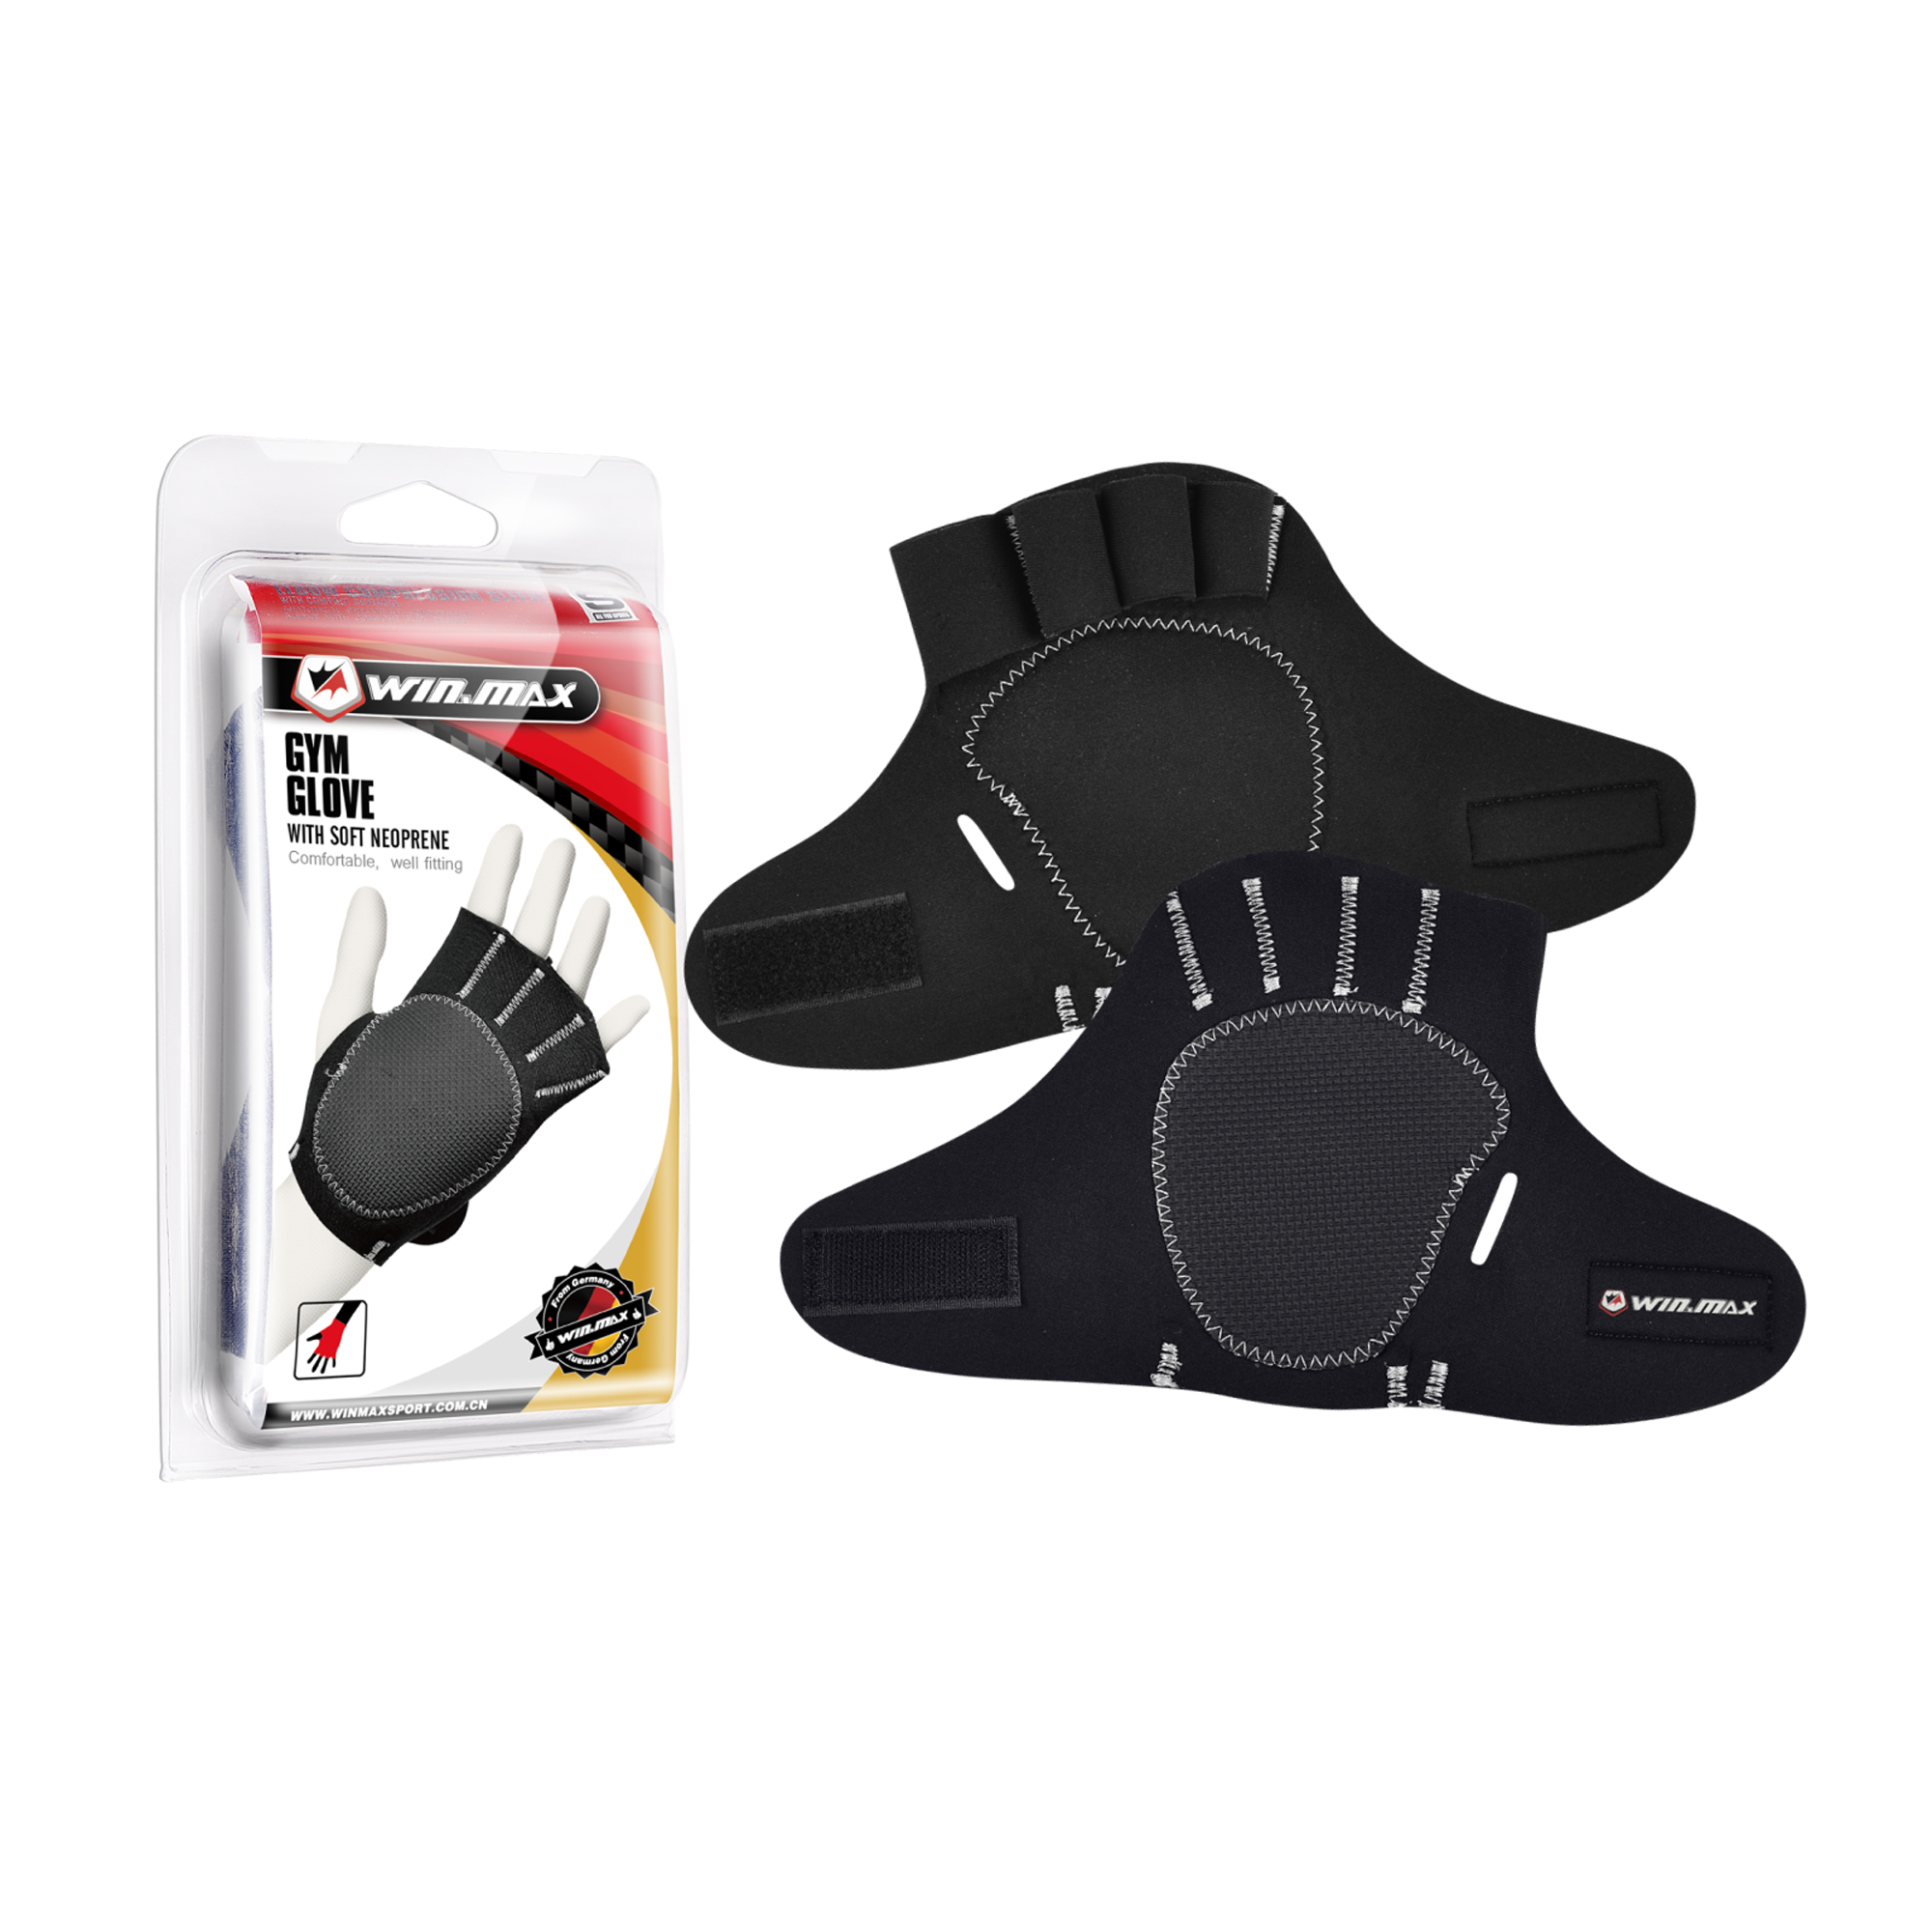 WIN.MAX
GYM
GLOVE
WITH SOFT NEOPRENE
Comfortable, well fitting
From Germany
WIN.MAX
From Germany
WWW.WINMAXSPORT.COM.CN
WIN.MAX